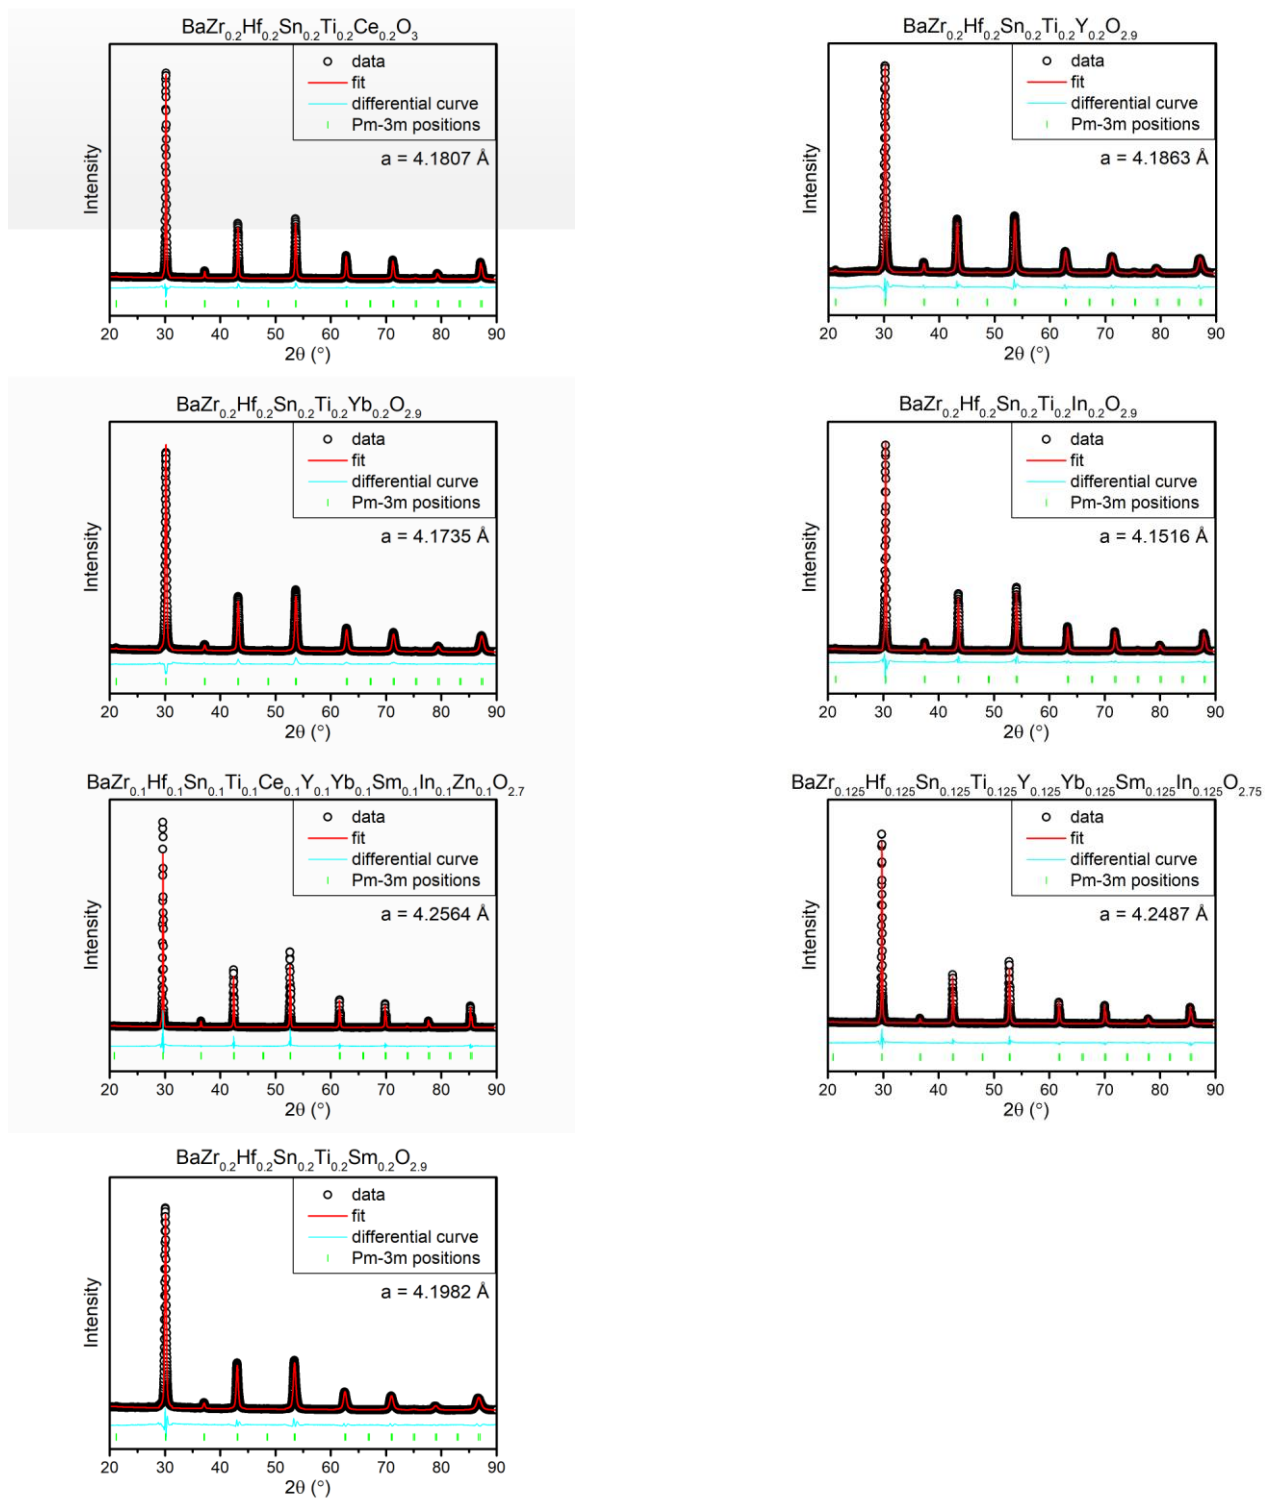 BaZr0.2Hf0.2Sn0.2Ti0.2Ce0.2O3
data
fit
differential curve
Pm-3m positions
a = 4.1807 Å
Intensity
20 30 40 50 60 70 80 90
2θ (°)
BaZr0.2Hf0.2Sn0.2Ti0.2Y0.2O2.9
data
fit
differential curve
Pm-3m positions
a = 4.1863 Å
Intensity
20 30 40 50 60 70 80 90
2θ (°)
BaZr0.2Hf0.2Sn0.2Ti0.2Yb0.2O2.9
data
fit
differential curve
Pm-3m positions
a = 4.1735 Å
Intensity
20 30 40 50 60 70 80 90
2θ (°)
BaZr0.2Hf0.2Sn0.2Ti0.2In0.2O2.9
data
fit
differential curve
Pm-3m positions
a = 4.1516 Å
Intensity
20 30 40 50 60 70 80 90
2θ (°)
BaZr0.1Hf0.1Sn0.1Ti0.1Ce0.1Y0.1Yb0.1Sm0.1In0.1Zn0.1O2.7
data
fit
differential curve
Pm-3m positions
a = 4.2564 Å
Intensity
20 30 40 50 60 70 80 90
2θ (°)
BaZr0.125Hf0.125Sn0.125Ti0.125Y0.125Yb0.125Sm0.125In0.125O2.75
data
fit
differential curve
Pm-3m positions
a = 4.2487 Å
Intensity
20 30 40 50 60 70 80 90
2θ (°)
BaZr0.2Hf0.2Sn0.2Ti0.2Sm0.2O2.9
data
fit
differential curve
Pm-3m positions
a = 4.1982 Å
Intensity
20 30 40 50 60 70 80 90
2θ (°)